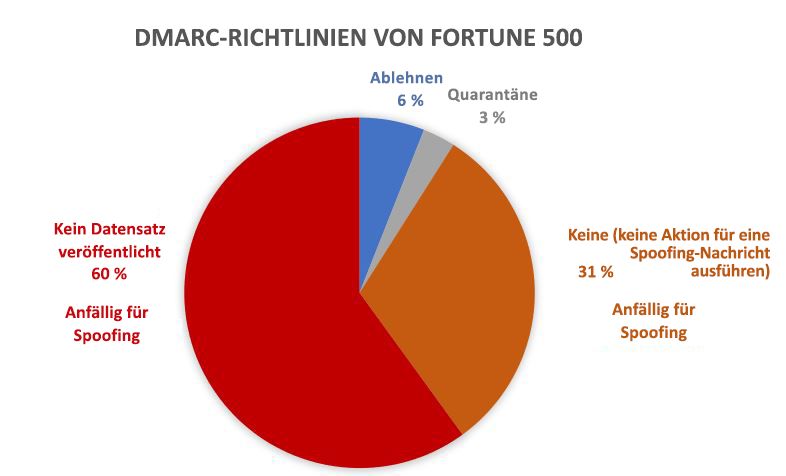 DMARC-RICHTLINIEN VON FORTUNE 500
Ablehnen
6 %
Quarantäne
3 %
Kein Datensatz
veröffentlicht
60 %
Anfällig für
Spoofing
Keine (keine Aktion für eine
Spoofing-Nachricht
31 % ausführen)
Anfällig für
Spoofing